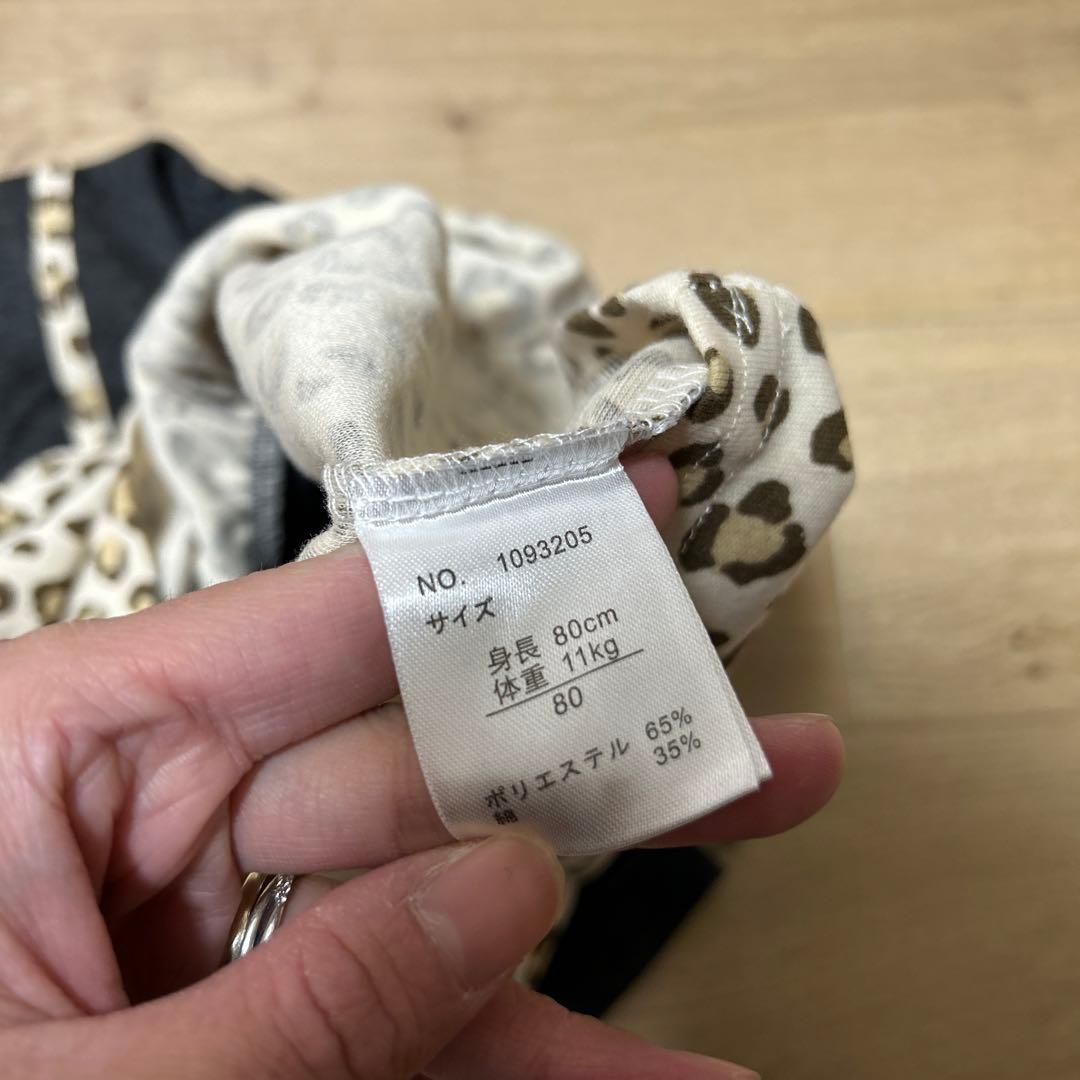 NO. 1093205
サイズ
身長 80cm
体重 11kg
80
ポリエステル 65%
綿 35%